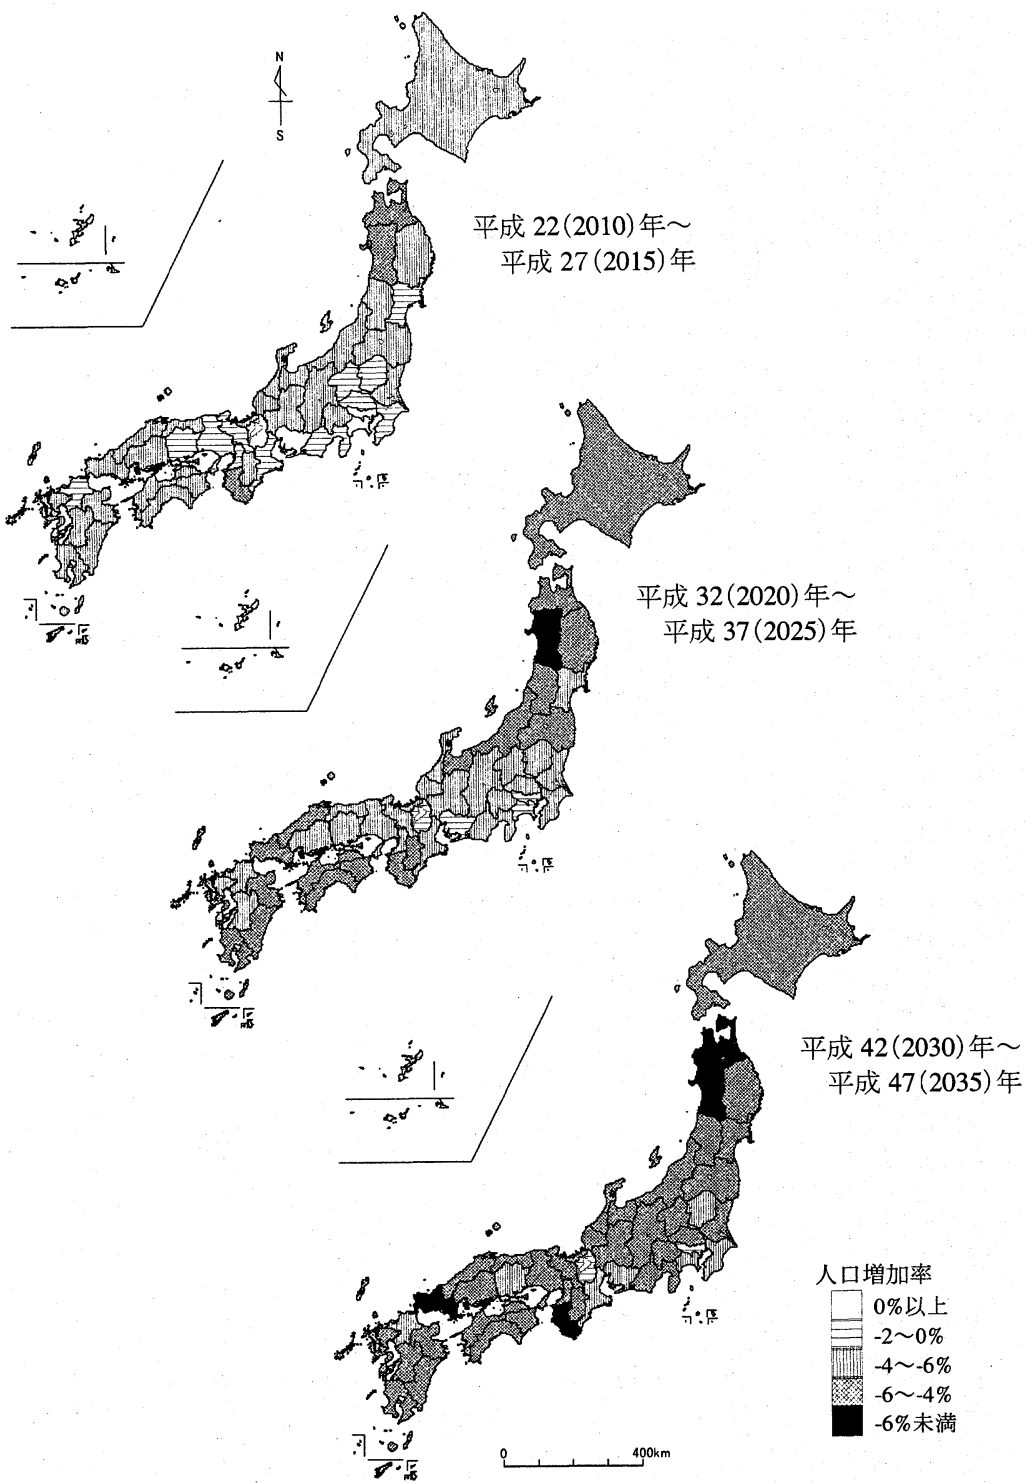 N
S
平成 22(2010)年～
平成 27(2015)年
平成 32(2020)年～
平成 37(2025)年
平成 42(2030)年～
平成 47(2035)年
人口増加率
0%以上
-2～0%
-4～-6%
-6～-4%
-6%未満
0 400km